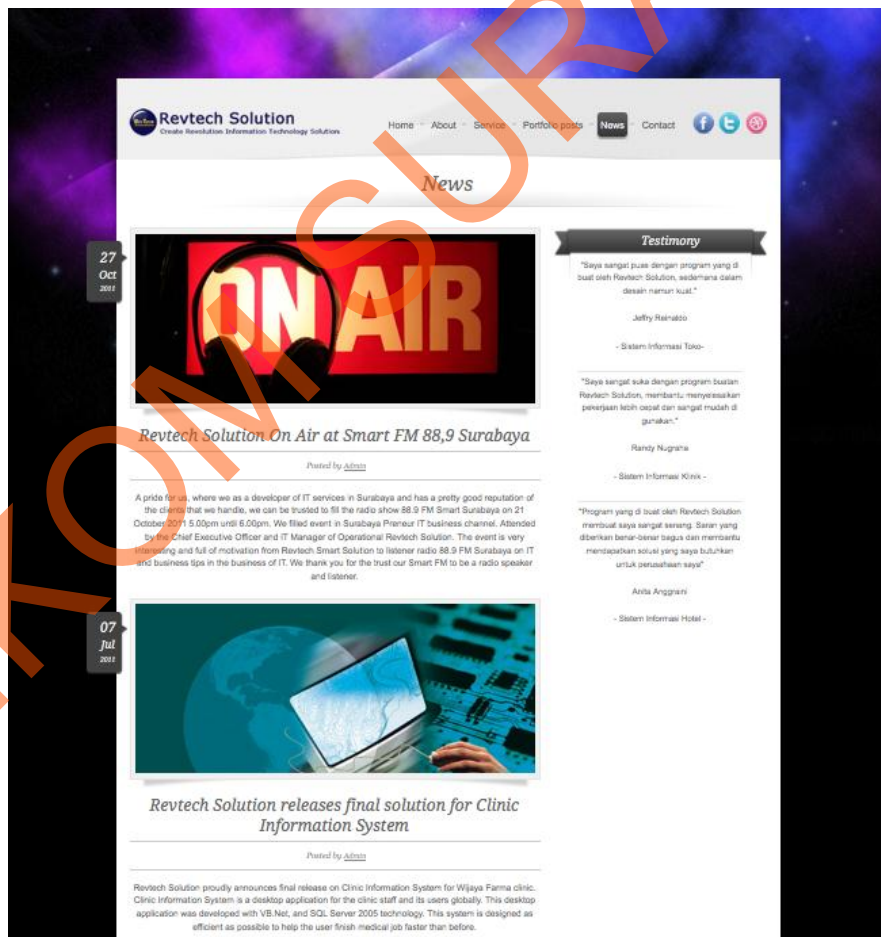 Revtech Solution
Create Revolution Information Technology Solution
Home About Service Portfolio posts News Contact
News
27
Oct
2011
ON AIR
Revtech Solution On Air at Smart FM 88,9 Surabaya
Posted by Admin
A pride for us, where we as a developer of IT services in Surabaya and has a pretty good reputation of
the clients that we handle, we can be trusted to fill the radio show 88.9 FM Smart Surabaya on 21
October 2011 5.00pm until 6.00pm. We filled event in Surabaya Preneur IT business channel. Attended
by the Chief Executive Officer and IT Manager of Operational Revtech Solution. The event is very
interesting and full of motivation from Revtech Smart Solution to listener radio 88.9 FM Surabaya on IT
and business tips in the business of IT. We thank you for the trust our Smart FM to be a radio speaker
and listener.
07
Jul
2011
Revtech Solution releases final solution for Clinic
Information System
Posted by Admin
Revtech Solution proudly announces final release on Clinic Information System for Wijaya Farma clinic.
Clinic Information System is a desktop application for the clinic staff and its users globally. This desktop
application was developed with VB.Net, and SQL Server 2005 technology. This system is designed as
efficient as possible to help the user finish medical job faster than before.
Testimony
"Saya sangat puas dengan program yang di
buat oleh Revtech Solution, sederhana dalam
desain namun kuat."
Jeffry Reinaldo
- Sistem Informasi Toko-
"Saya sangat suka dengan program buatan
Revtech Solution, membantu menyelesaikan
pekerjaan lebih cepat dan sangat mudah di
gunakan."
Randy Nugraha
- Sistem Informasi Klinik -
"Program yang di buat oleh Revtech Solution
membuat saya sangat senang. Saran yang
diberikan benar-benar bagus dan membantu
mendapatkan solusi yang saya butuhkan
untuk perusahaan saya"
Anita Anggraini
- Sistem Informasi Hotel -
KOM SURA